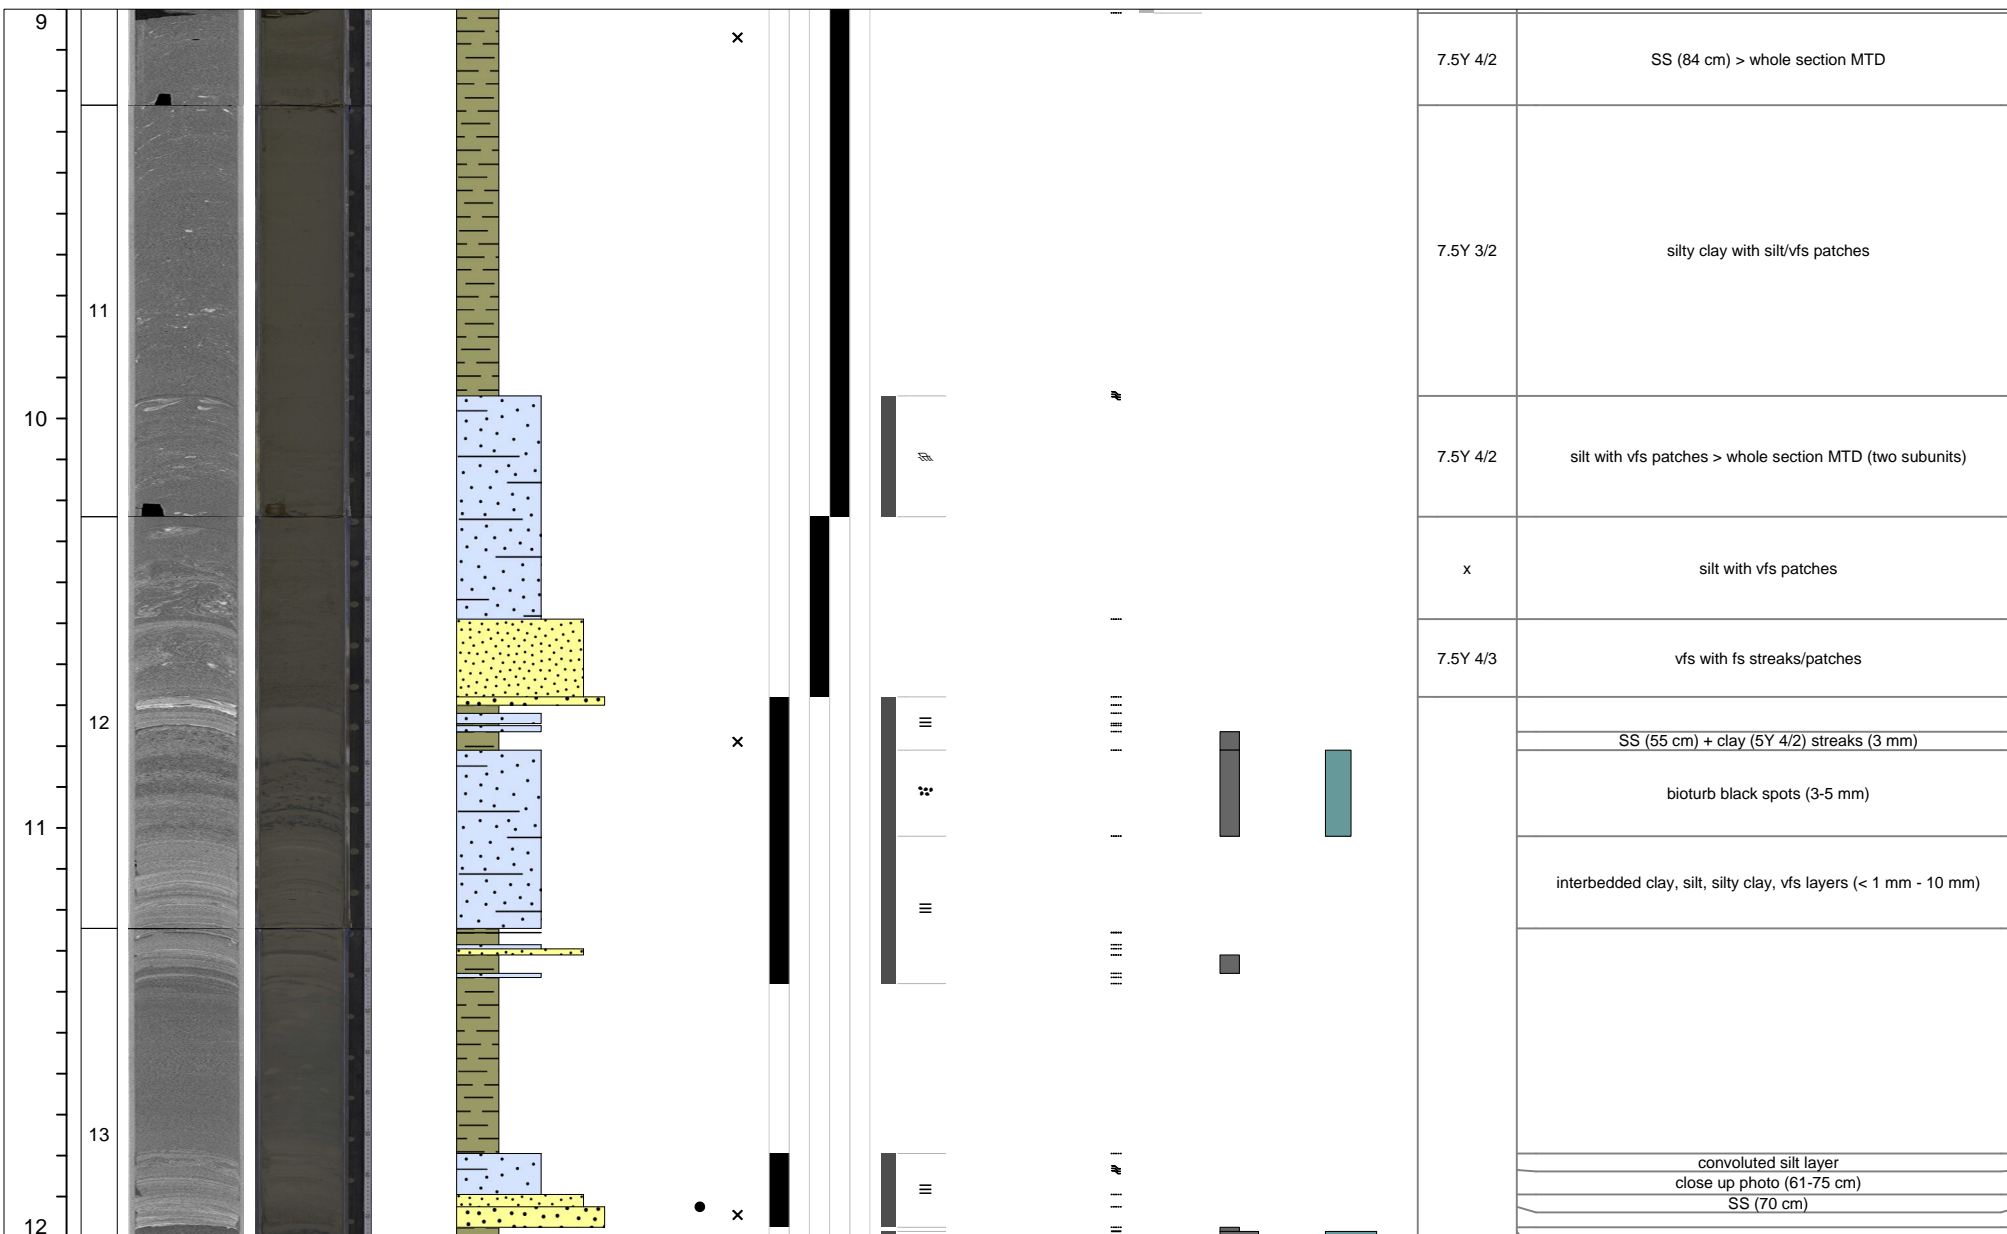 9
7.5Y 4/2
SS (84 cm) > whole section MTD
7.5Y 3/2
silty clay with silt/vfs patches
11
10
7.5Y 4/2
silt with vfs patches > whole section MTD (two subunits)
x
silt with vfs patches
7.5Y 4/3
vfs with fs streaks/patches
12
SS (55 cm) + clay (5Y 4/2) streaks (3 mm)
bioturb black spots (3-5 mm)
11
interbedded clay, silt, silty clay, vfs layers (< 1 mm - 10 mm)
13
convoluted silt layer
close up photo (61-75 cm)
SS (70 cm)
12